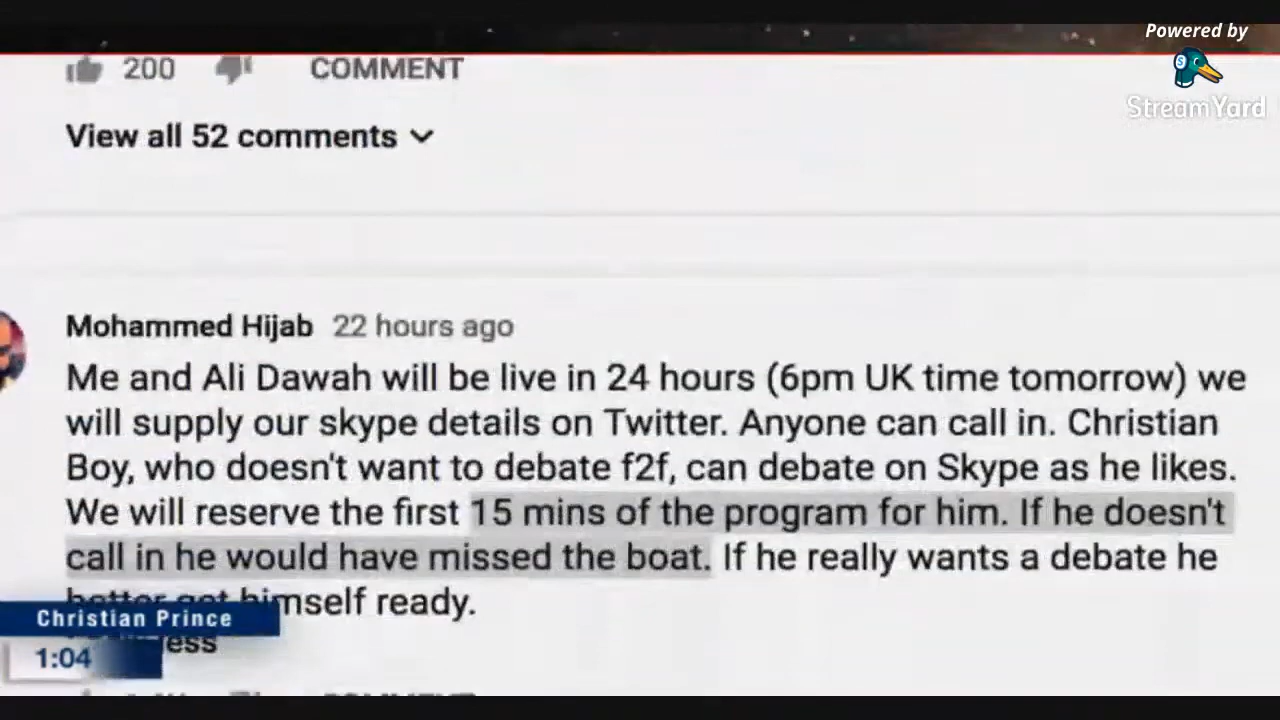 Powered by
StreamYard
200 COMMENT
View all 52 comments
Mohammed Hijab 22 hours ago
Me and Ali Dawah will be live in 24 hours (6pm UK time tomorrow) we
will supply our skype details on Twitter. Anyone can call in. Christian
Boy, who doesn't want to debate f2f, can debate on Skype as he likes.
We will reserve the first 15 mins of the program for him. If he doesn't
call in he would have missed the boat. If he really wants a debate he
himself ready.
Christian Prince
1:04